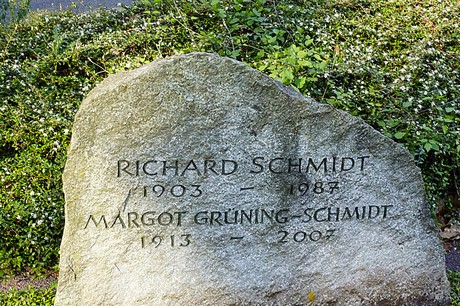 RICHARD SCHMIDT
1903 – 1987
MARGOT GRÜNING-SCHMIDT
1913 – 2007